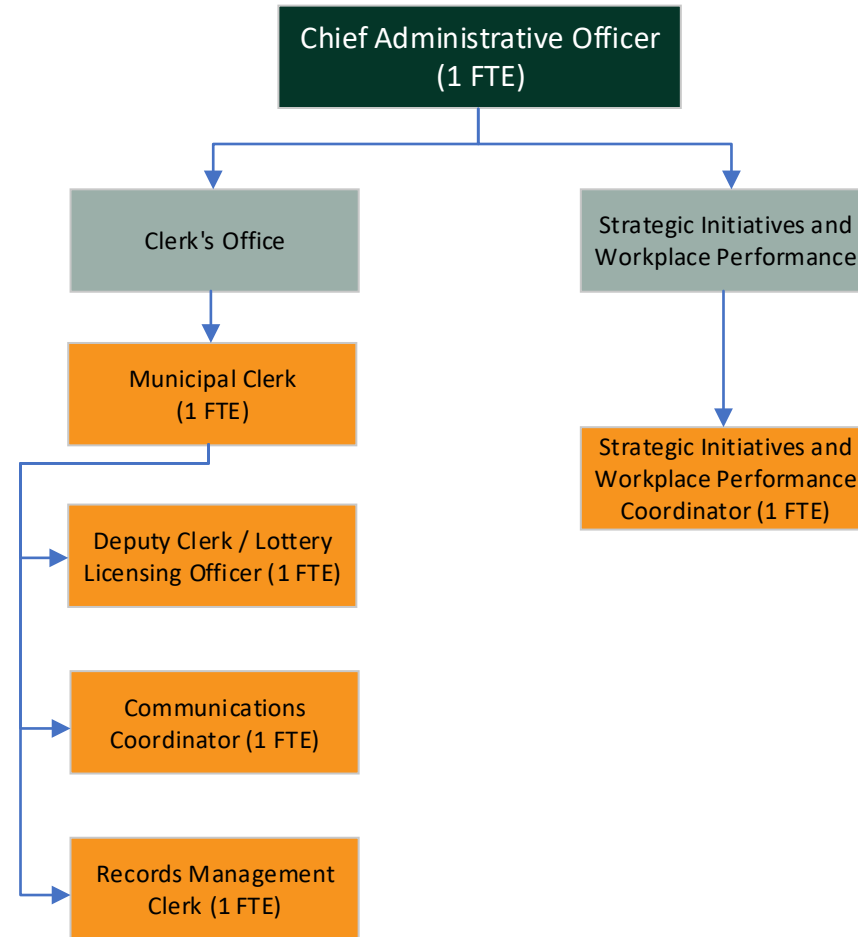 Chief Administrative Officer
(1 FTE)
Clerk's Office
Strategic Initiatives and
Workplace Performance
Municipal Clerk
(1 FTE)
Strategic Initiatives and
Workplace Performance
Coordinator (1 FTE)
Deputy Clerk / Lottery
Licensing Officer (1 FTE)
Communications
Coordinator (1 FTE)
Records Management
Clerk (1 FTE)